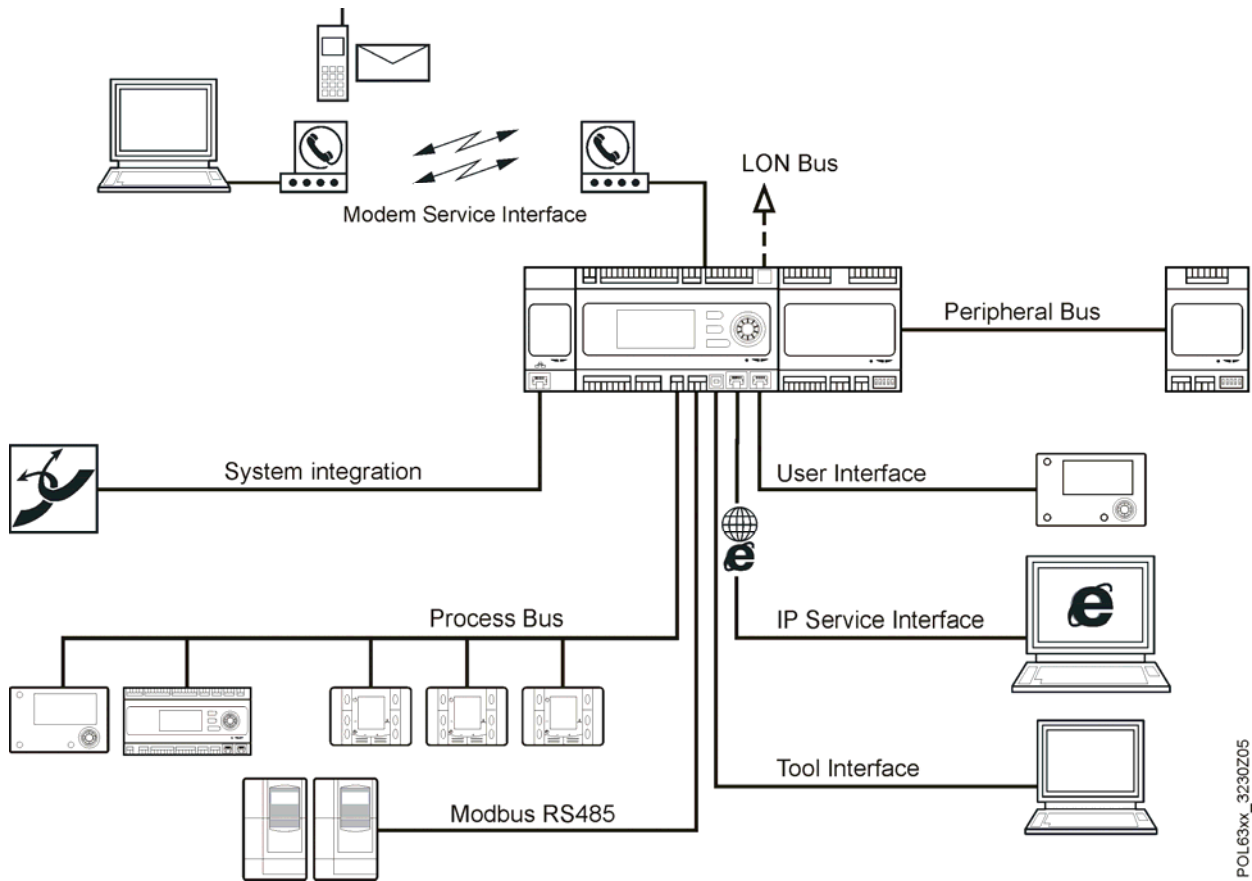 LON Bus
Modem Service Interface
Peripheral Bus
System integration
User Interface
Process Bus
IP Service Interface
Tool Interface
Modbus RS485
POL63xx_3230Z05